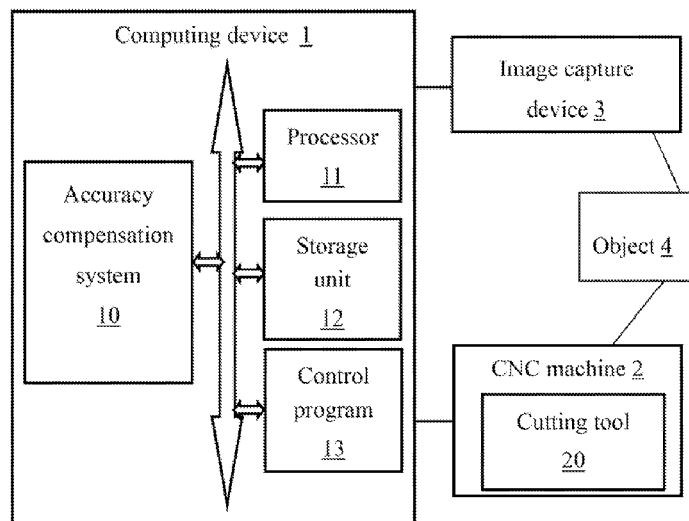 Computing device 1
Accuracy
compensation
system
10
Processor
11
Storage
unit
12
Control
program
13
Image capture
device 3
Object 4
CNC machine 2
Cutting tool
20